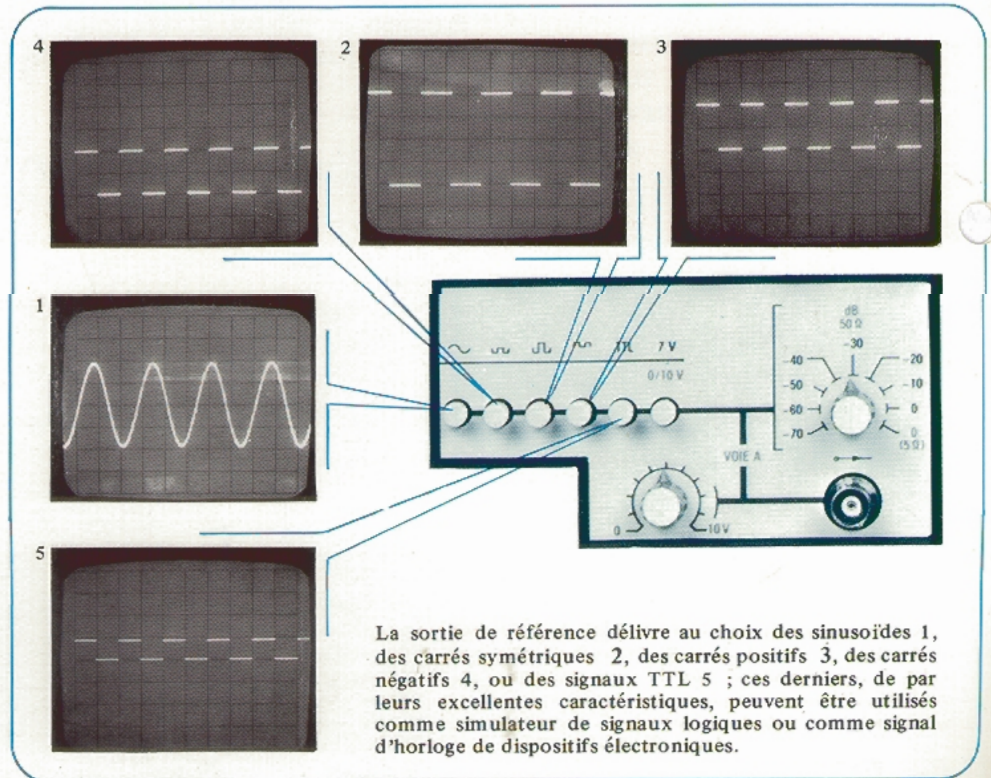 4
2
3
1
5
TTL
7 V
0/10 V
dB
50 Ω
-30
-40
-20
-50
-10
-60
0
-70
0
(5Ω)
VOIE A
0
10V
La sortie de référence délivre au choix des sinusoïdes 1,
des carrés symétriques 2, des carrés positifs 3, des carrés
négatifs 4, ou des signaux TTL 5 ; ces derniers, de par
leurs excellentes caractéristiques, peuvent être utilisés
comme simulateur de signaux logiques ou comme signal
d'horloge de dispositifs électroniques.